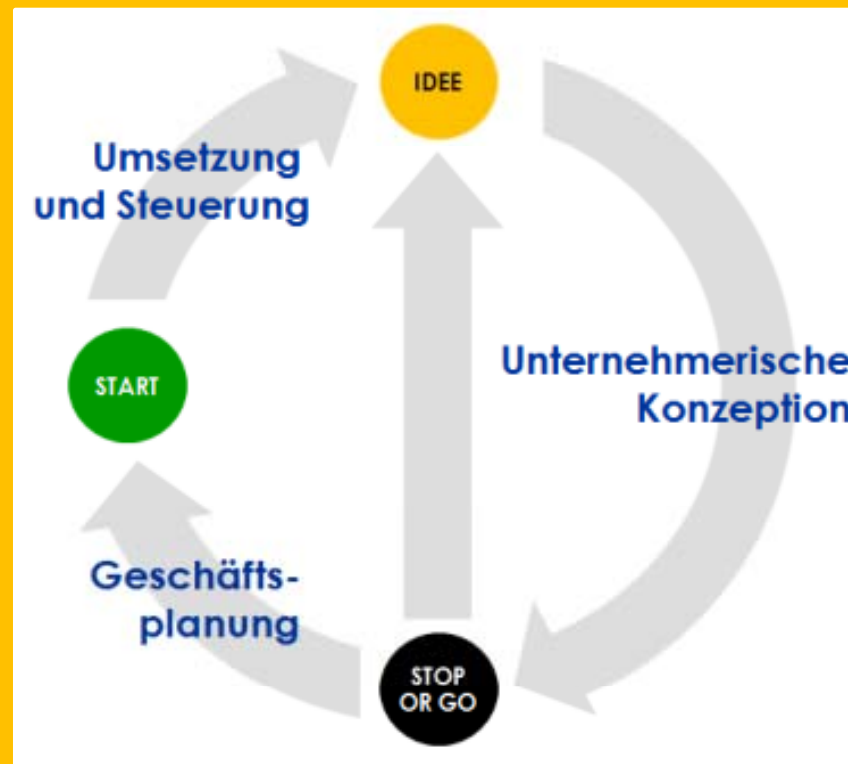 IDEE
Umsetzung
und Steuerung
Unternehmerische
Konzeption
START
Geschäfts-
planung
STOP
OR GO